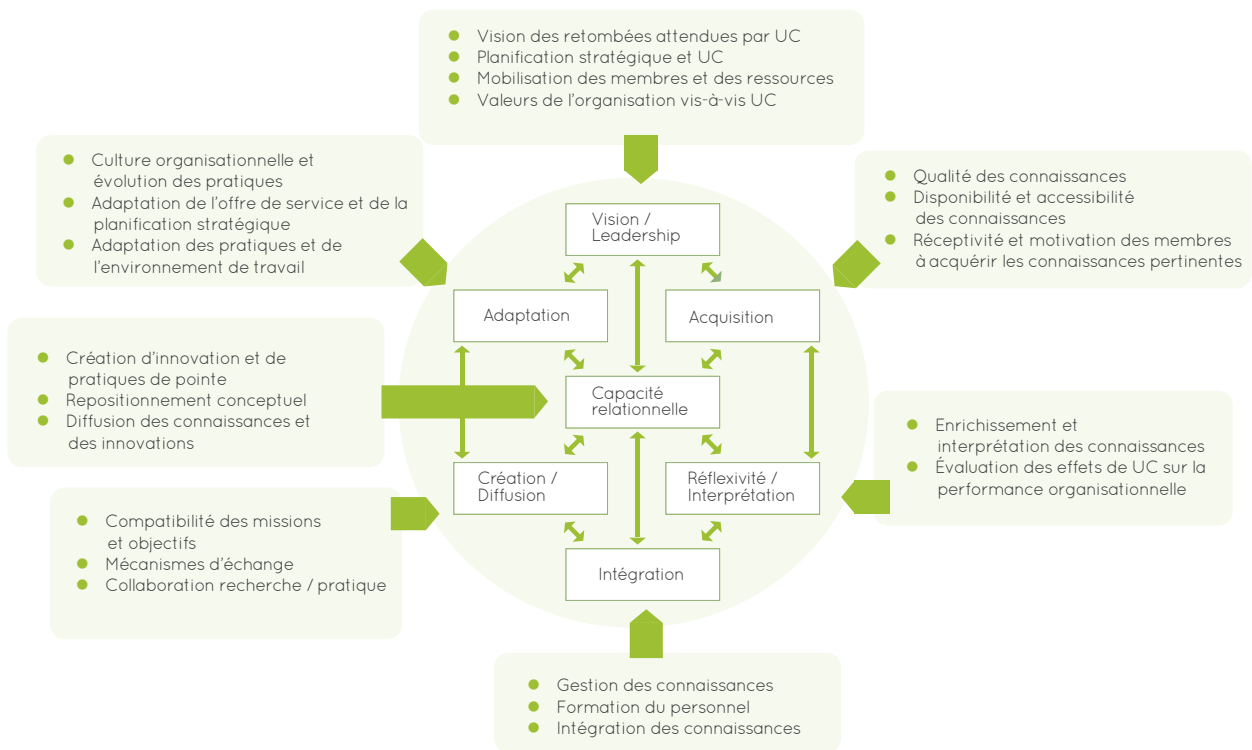 Vision des retombées attendues par UC
Planification stratégique et UC
Mobilisation des membres et des ressources
Valeurs de l'organisation vis-à-vis UC
Culture organisationnelle et
évolution des pratiques
Adaptation de l'offre de service et de la
planification stratégique
Adaptation des pratiques et de
l'environnement de travail
Qualité des connaissances
Disponibilité et accessibilité
des connaissances
Réceptivité et motivation des membres
à acquérir les connaissances pertinentes
Vision /
Leadership
Adaptation
Acquisition
Création d'innovation et de
pratiques de pointe
Repositionnement conceptuel
Diffusion des connaissances et
des innovations
Capacité
relationnelle
Enrichissement et
interprétation des connaissances
Évaluation des effets de UC sur la
performance organisationnelle
Création /
Diffusion
Réflexivité /
Interprétation
Compatibilité des missions
et objectifs
Mécanismes d'échange
Collaboration recherche / pratique
Intégration
Gestion des connaissances
Formation du personnel
Intégration des connaissances